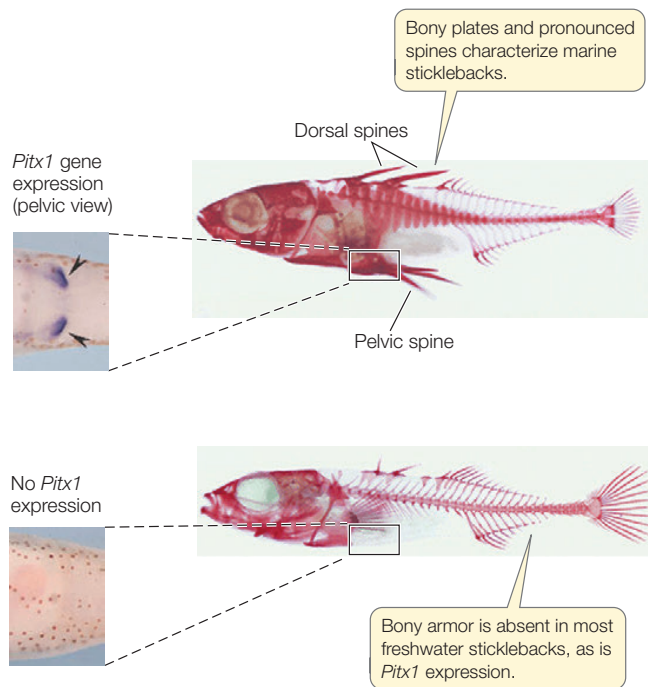 Bony plates and pronounced
spines characterize marine
sticklebacks.
Dorsal spines
Pitx1 gene
expression
(pelvic view)
Pelvic spine
No Pitx1
expression
Bony armor is absent in most
freshwater sticklebacks, as is
Pitx1 expression.